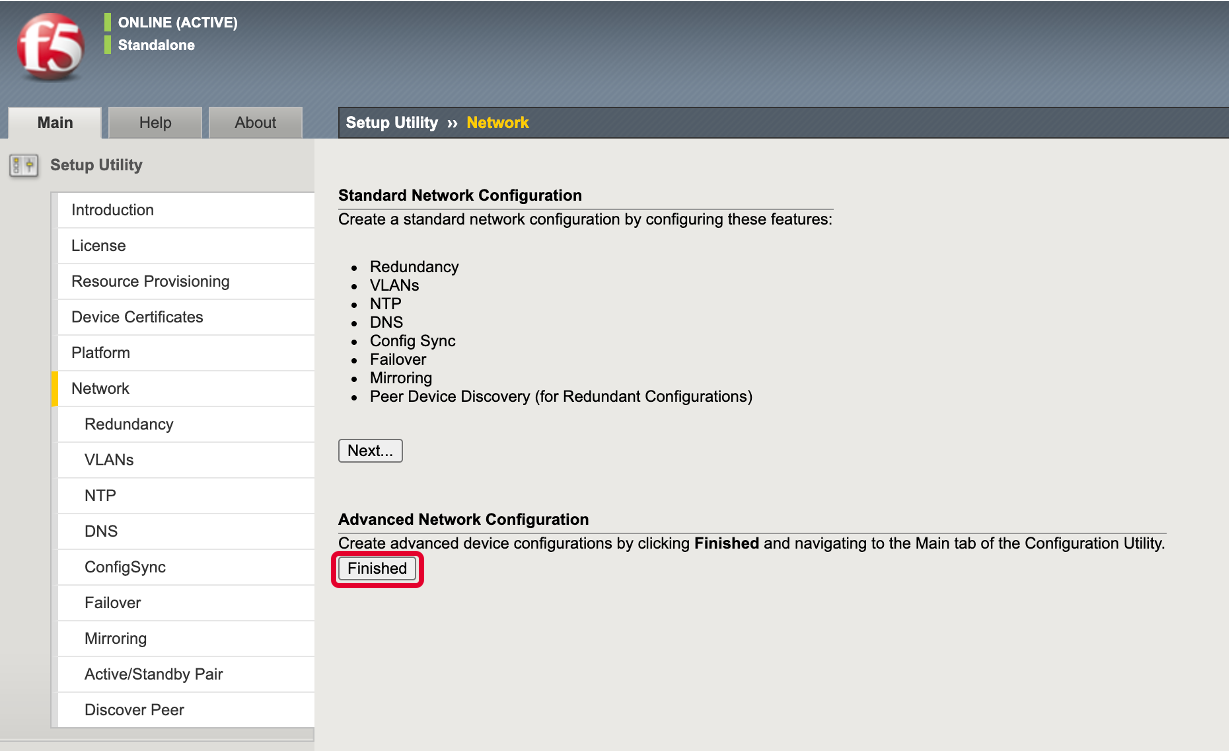 f5
ONLINE (ACTIVE)
Standalone
Main
Help
About
Setup Utility ›› Network
Setup Utility
Introduction
License
Resource Provisioning
Device Certificates
Platform
Network
Redundancy
VLANs
NTP
DNS
ConfigSync
Failover
Mirroring
Active/Standby Pair
Discover Peer
Standard Network Configuration
Create a standard network configuration by configuring these features:
• Redundancy
• VLANs
• NTP
• DNS
• Config Sync
• Failover
• Mirroring
• Peer Device Discovery (for Redundant Configurations)
Next...
Advanced Network Configuration
Create advanced device configurations by clicking Finished and navigating to the Main tab of the Configuration Utility.
Finished